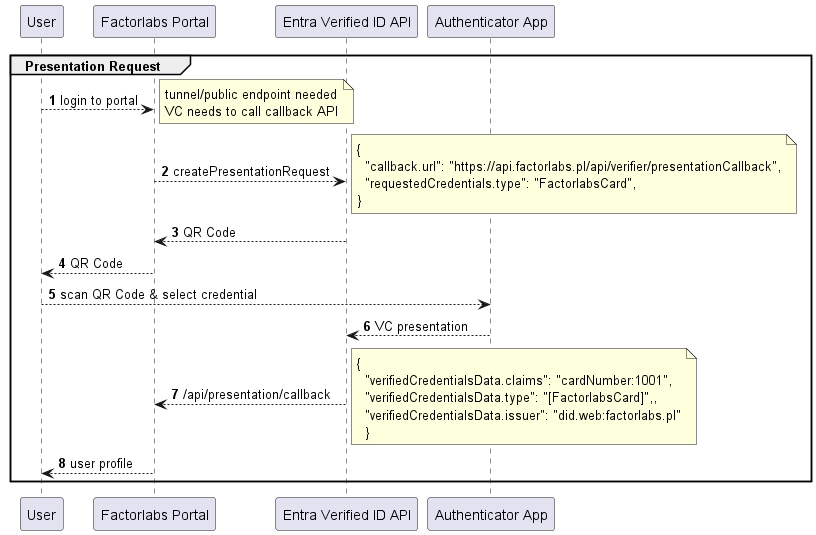 User
Factorlabs Portal
Entra Verified ID API
Authenticator App
Presentation Request
1 login to portal
tunnel/public endpoint needed
VC needs to call callback API
2 createPresentationRequest
{
"callback.url": "https://api.factorlabs.pl/api/verifier/presentationCallback",
"requestedCredentials.type": "FactorlabsCard",
}
3 QR Code
4 QR Code
5 scan QR Code & select credential
6 VC presentation
7 /api/presentation/callback
{
"verifiedCredentialsData.claims": "cardNumber:1001",
"verifiedCredentialsData.type": "[FactorlabsCard]",,
"verifiedCredentialsData.issuer": "did.web:factorlabs.pl"
}
8 user profile
User
Factorlabs Portal
Entra Verified ID API
Authenticator App